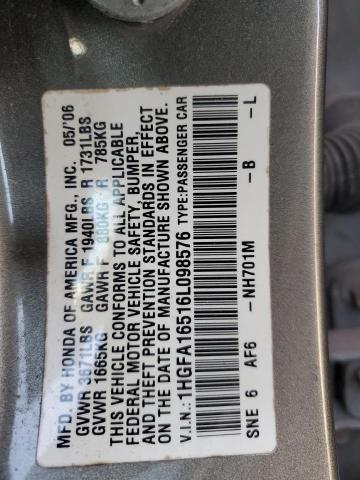 MFD. BY HONDA OF AMERICA MFG., INC. 05/'06
GVWR 3671LBS GAWR F 1940LBS R 1731LBS
GVWR 1665KG GAWR F 880KG R 785KG
THIS VEHICLE CONFORMS TO ALL APPLICABLE
FEDERAL MOTOR VEHICLE SAFETY, BUMPER,
AND THEFT PREVENTION STANDARDS IN EFFECT
ON THE DATE OF MANUFACTURE SHOWN ABOVE.
V.I.N.: 1HGFA16516L098576 TYPE:PASSENGER CAR
SNE 6 AF6 -NH701M -B -L